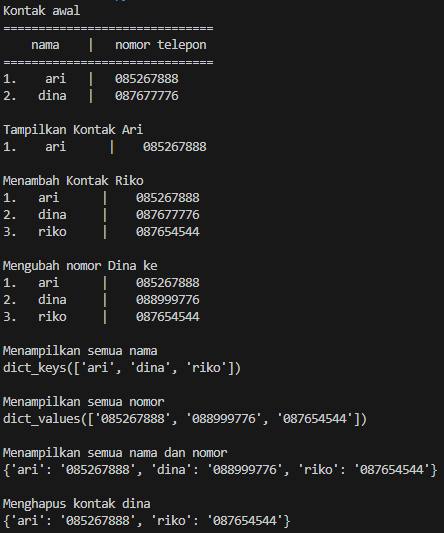 Kontak awal
==============================
nama | nomor telepon
==============================
1. ari | 085267888
2. dina | 087677776
Tampilkan Kontak Ari
1. ari | 085267888
Menambah Kontak Riko
1. ari | 085267888
2. dina | 087677776
3. riko | 087654544
Mengubah nomor Dina ke
1. ari | 085267888
2. dina | 088999776
3. riko | 087654544
Menampilkan semua nama
dict_keys(['ari', 'dina', 'riko'])
Menampilkan semua nomor
dict_values(['085267888', '088999776', '087654544'])
Menampilkan semua nama dan nomor
{'ari': '085267888', 'dina': '088999776', 'riko': '087654544'}
Menghapus kontak dina
{'ari': '085267888', 'riko': '087654544'}